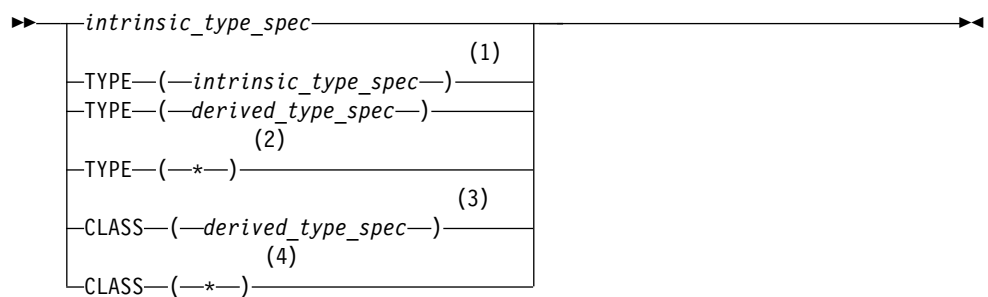 intrinsic_type_spec
(1)
TYPE ( intrinsic_type_spec )
TYPE ( derived_type_spec )
(2)
TYPE ( * )
(3)
CLASS ( derived_type_spec )
(4)
CLASS ( * )